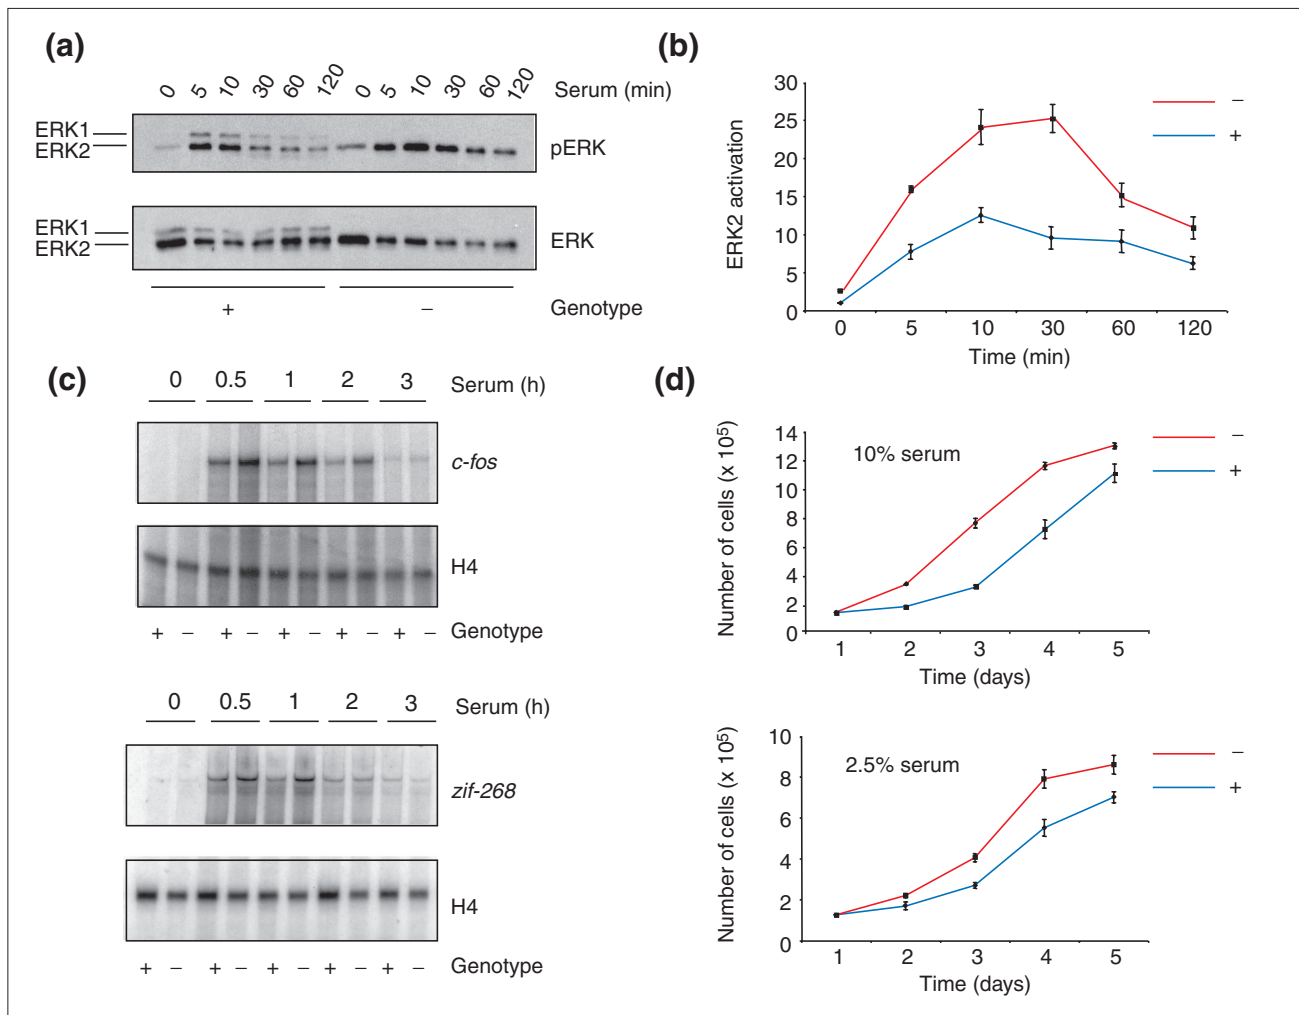 (a)
0 5 10 30 60 120 0 5 10 30 60 120 Serum (min)
ERK1
ERK2
pERK
ERK1
ERK2
ERK
+ − Genotype
(b)
30
25
20
15
10
5
0
ERK2 activation
0 5 10 30 60 120
Time (min)
−
+
(c)
0 0.5 1 2 3 Serum (h)
c-fos
H4
+ − + − + − + − + − Genotype
0 0.5 1 2 3 Serum (h)
zif-268
H4
+ − + − + − + − + − Genotype
(d)
14
12
10
8
6
4
2
0
Number of cells (x 10⁵)
10% serum
1 2 3 4 5
Time (days)
−
+
10
8
6
4
2
0
Number of cells (x 10⁵)
2.5% serum
1 2 3 4 5
Time (days)
−
+